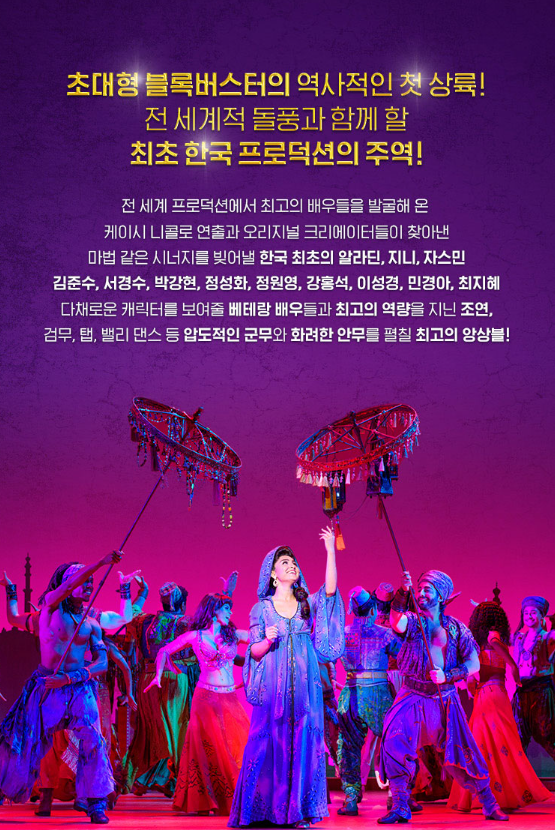 초대형 블록버스터의 역사적인 첫 상륙!
전 세계적 돌풍과 함께 할
최초 한국 프로덕션의 주역!
전 세계 프로덕션에서 최고의 배우들을 발굴해 온
케이시 니콜로 연출과 오리지널 크리에이터들이 찾아낸
마법 같은 시너지를 빚어낼 한국 최초의 알라딘, 지니, 자스민
김준수, 서경수, 박강현, 정성화, 정원영, 강홍석, 이성경, 민경아, 최지혜
다채로운 캐릭터를 보여줄 베테랑 배우들과 최고의 역량을 지닌 조연,
검무, 탭, 밸리 댄스 등 압도적인 군무와 화려한 안무를 펼칠 최고의 앙상블!